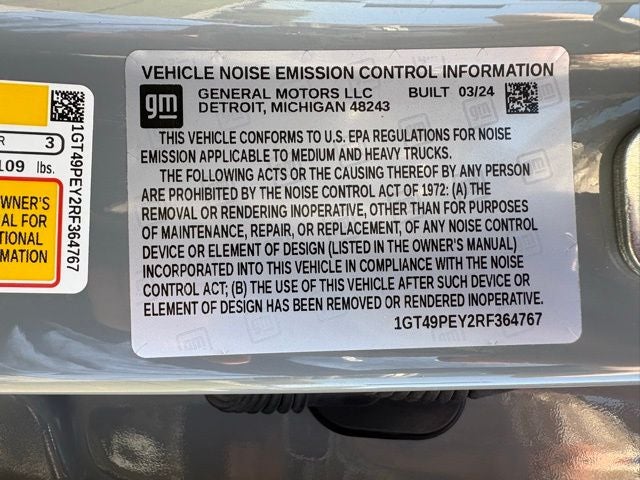 VEHICLE NOISE EMISSION CONTROL INFORMATION
gm
GENERAL MOTORS LLC BUILT 03/24
DETROIT, MICHIGAN 48243
THIS VEHICLE CONFORMS TO U.S. EPA REGULATIONS FOR NOISE
EMISSION APPLICABLE TO MEDIUM AND HEAVY TRUCKS.
THE FOLLOWING ACTS OR THE CAUSING THEREOF BY ANY PERSON
ARE PROHIBITED BY THE NOISE CONTROL ACT OF 1972: (A) THE
REMOVAL OR RENDERING INOPERATIVE, OTHER THAN FOR PURPOSES
OF MAINTENANCE, REPAIR, OR REPLACEMENT, OF ANY NOISE CONTROL
DEVICE OR ELEMENT OF DESIGN (LISTED IN THE OWNER'S MANUAL)
INCORPORATED INTO THIS VEHICLE IN COMPLIANCE WITH THE NOISE
CONTROL ACT; (B) THE USE OF THIS VEHICLE AFTER SUCH DEVICE OR
ELEMENT OF DESIGN HAS BEEN REMOVED OR RENDERED INOPERATIVE.
1GT49PEY2RF364767
R 3
109 lbs.
OWNER'S
AL FOR
TIONAL
RMATION
1GT49PEY2RF364767